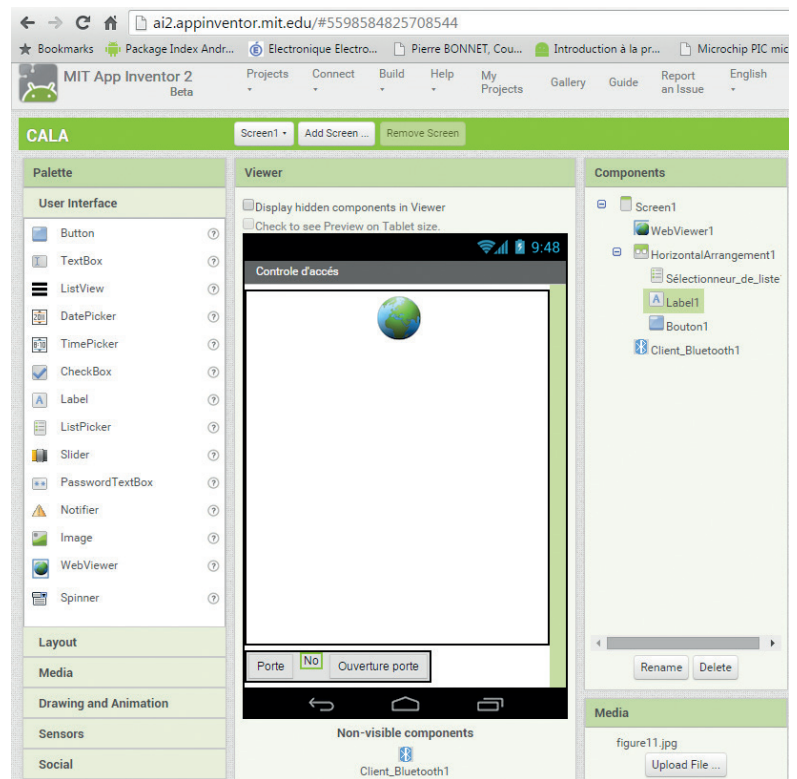 ai2.appinventor.mit.edu/#5598584825708544
Bookmarks Package Index Andr... Electronique Electro... Pierre BONNET, Cou... Introduction à la pr... Microchip PIC mic
MIT App Inventor 2
Beta
Projects Connect Build Help My Projects Gallery Guide Report an Issue English
CALA
Screen1 Add Screen ... Remove Screen
Palette
User Interface
Button
TextBox
ListView
DatePicker
TimePicker
CheckBox
Label
ListPicker
Slider
PasswordTextBox
Notifier
Image
WebViewer
Spinner
Layout
Media
Drawing and Animation
Sensors
Social
Viewer
Display hidden components in Viewer
Check to see Preview on Tablet size.
9:48
Controle d'accés
Porte No Ouverture porte
Non-visible components
Client_Bluetooth1
Components
Screen1
WebViewer1
HorizontalArrangement1
Sélectionneur_de_liste
Label1
Bouton1
Client_Bluetooth1
Rename Delete
Media
figure11.jpg
Upload File ...